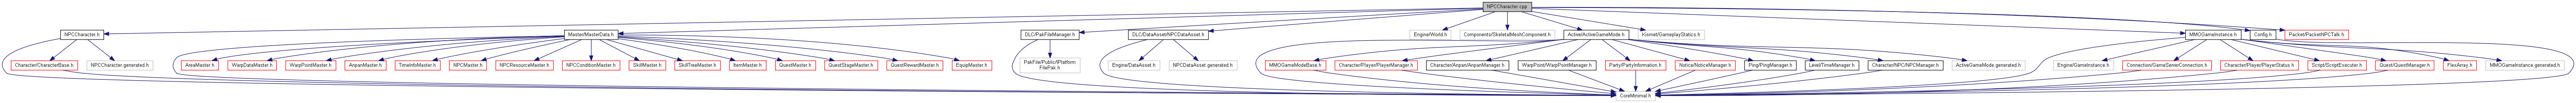 NPCCharacter.cpp
NPCCharacter.h
Master/MasterData.h
DLC/PakFileManager.h
DLC/DataAsset/NPCDataAsset.h
Engine/World.h
Components/SkeletalMeshComponent.h
Active/ActiveGameMode.h
Kismet/GameplayStatics.h
MMOGameInstance.h
Config.h
Packet/PacketNPCTalk.h
Character/CharacterBase.h
NPCCharacter.generated.h
AreaMaster.h
WarpDataMaster.h
WarpPointMaster.h
AnpanMaster.h
TimeInfoMaster.h
NPCMaster.h
NPCResourceMaster.h
NPCConditionMaster.h
SkillMaster.h
SkillTreeMaster.h
ItemMaster.h
QuestMaster.h
QuestStageMaster.h
QuestRewardMaster.h
EquipMaster.h
PakFile/Public/IPlatform
FilePak.h
Engine/DataAsset.h
NPCDataAsset.generated.h
MMOGameModeBase.h
Character/Player/PlayerManager.h
Character/Anpan/AnpanManager.h
WarpPoint/WarpPointManager.h
Party/PartyInformation.h
Notice/NoticeManager.h
Ping/PingManager.h
Level/TimeManager.h
Character/NPC/NPCManager.h
ActiveGameMode.generated.h
Engine/GameInstance.h
Connection/GameServerConnection.h
Character/Player/PlayerStatus.h
Script/ScriptExecuter.h
Quest/QuestManager.h
FlexArray.h
MMOGameInstance.generated.h
CoreMinimal.h